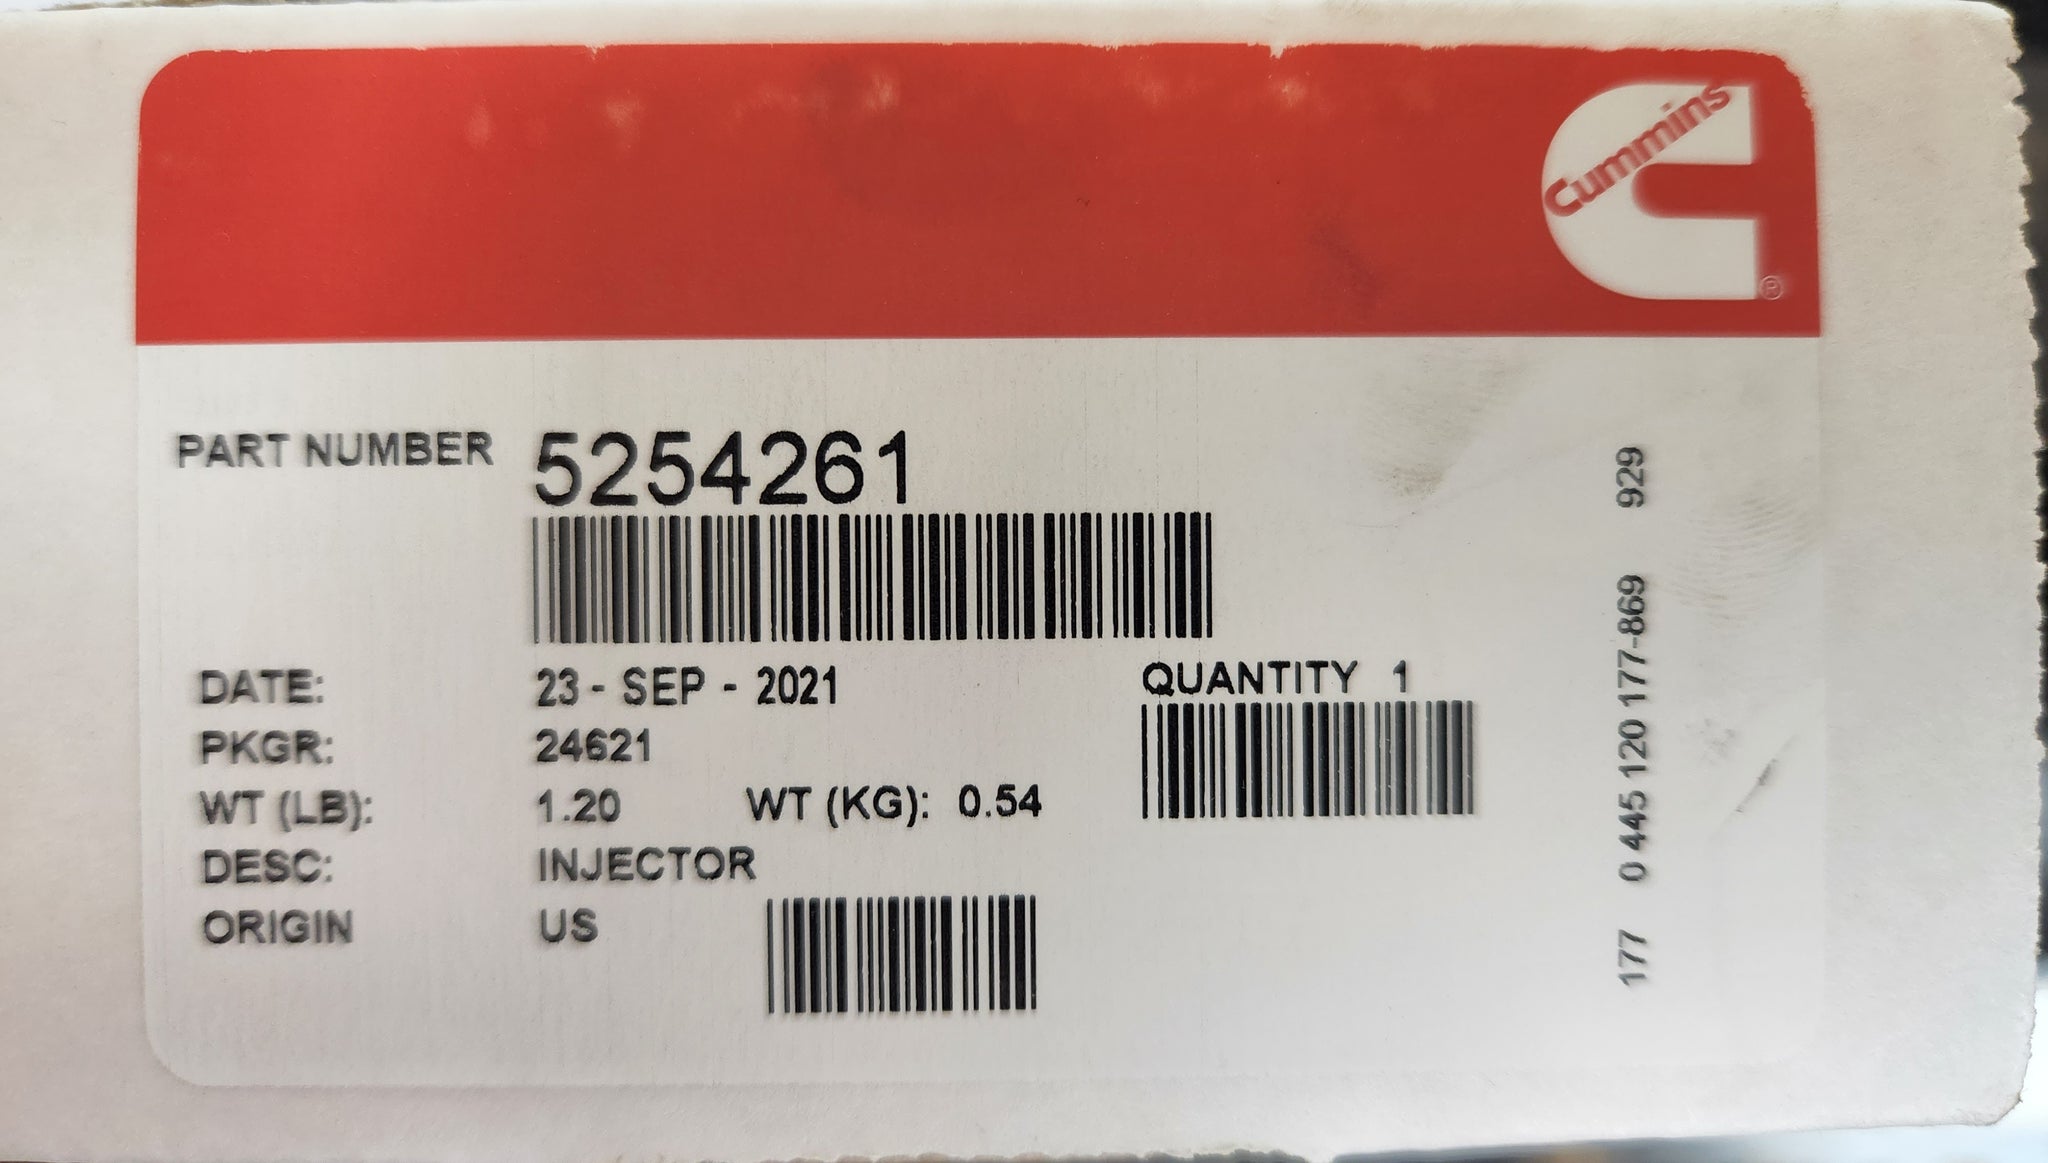 Cummins
®
PART NUMBER 5254261
DATE: 23 - SEP - 2021
QUANTITY 1
PKGR: 24621
WT (LB): 1.20 WT (KG): 0.54
DESC: INJECTOR
ORIGIN US
177 0 445 120 177-869 929